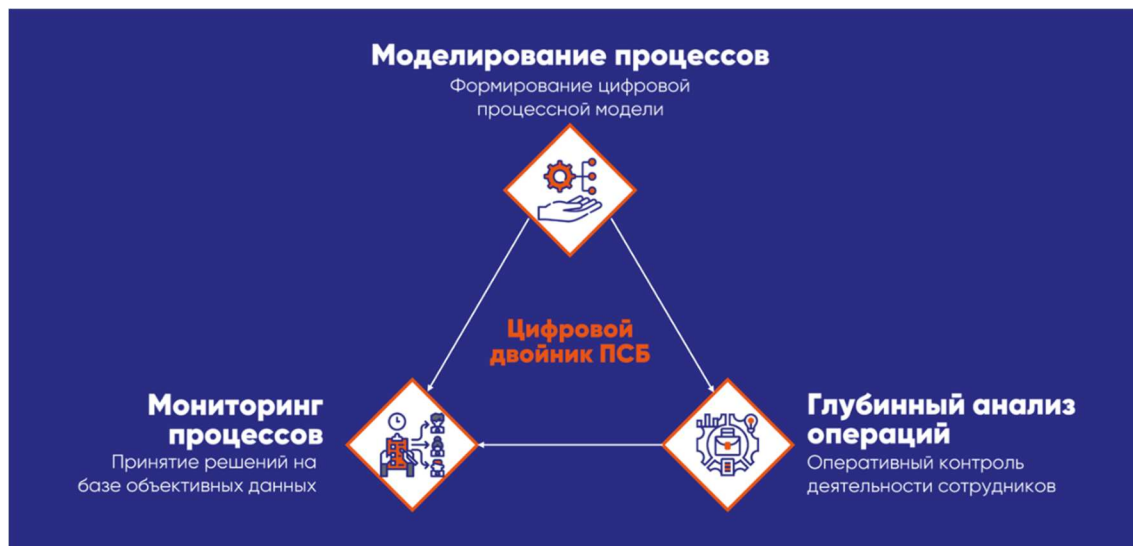 Моделирование процессов
Формирование цифровой
процессной модели
Цифровой
двойник ПСБ
Мониторинг
процессов
Принятие решений на
базе объективных данных
Глубинный анализ
операций
Оперативный контроль
деятельности сотрудников